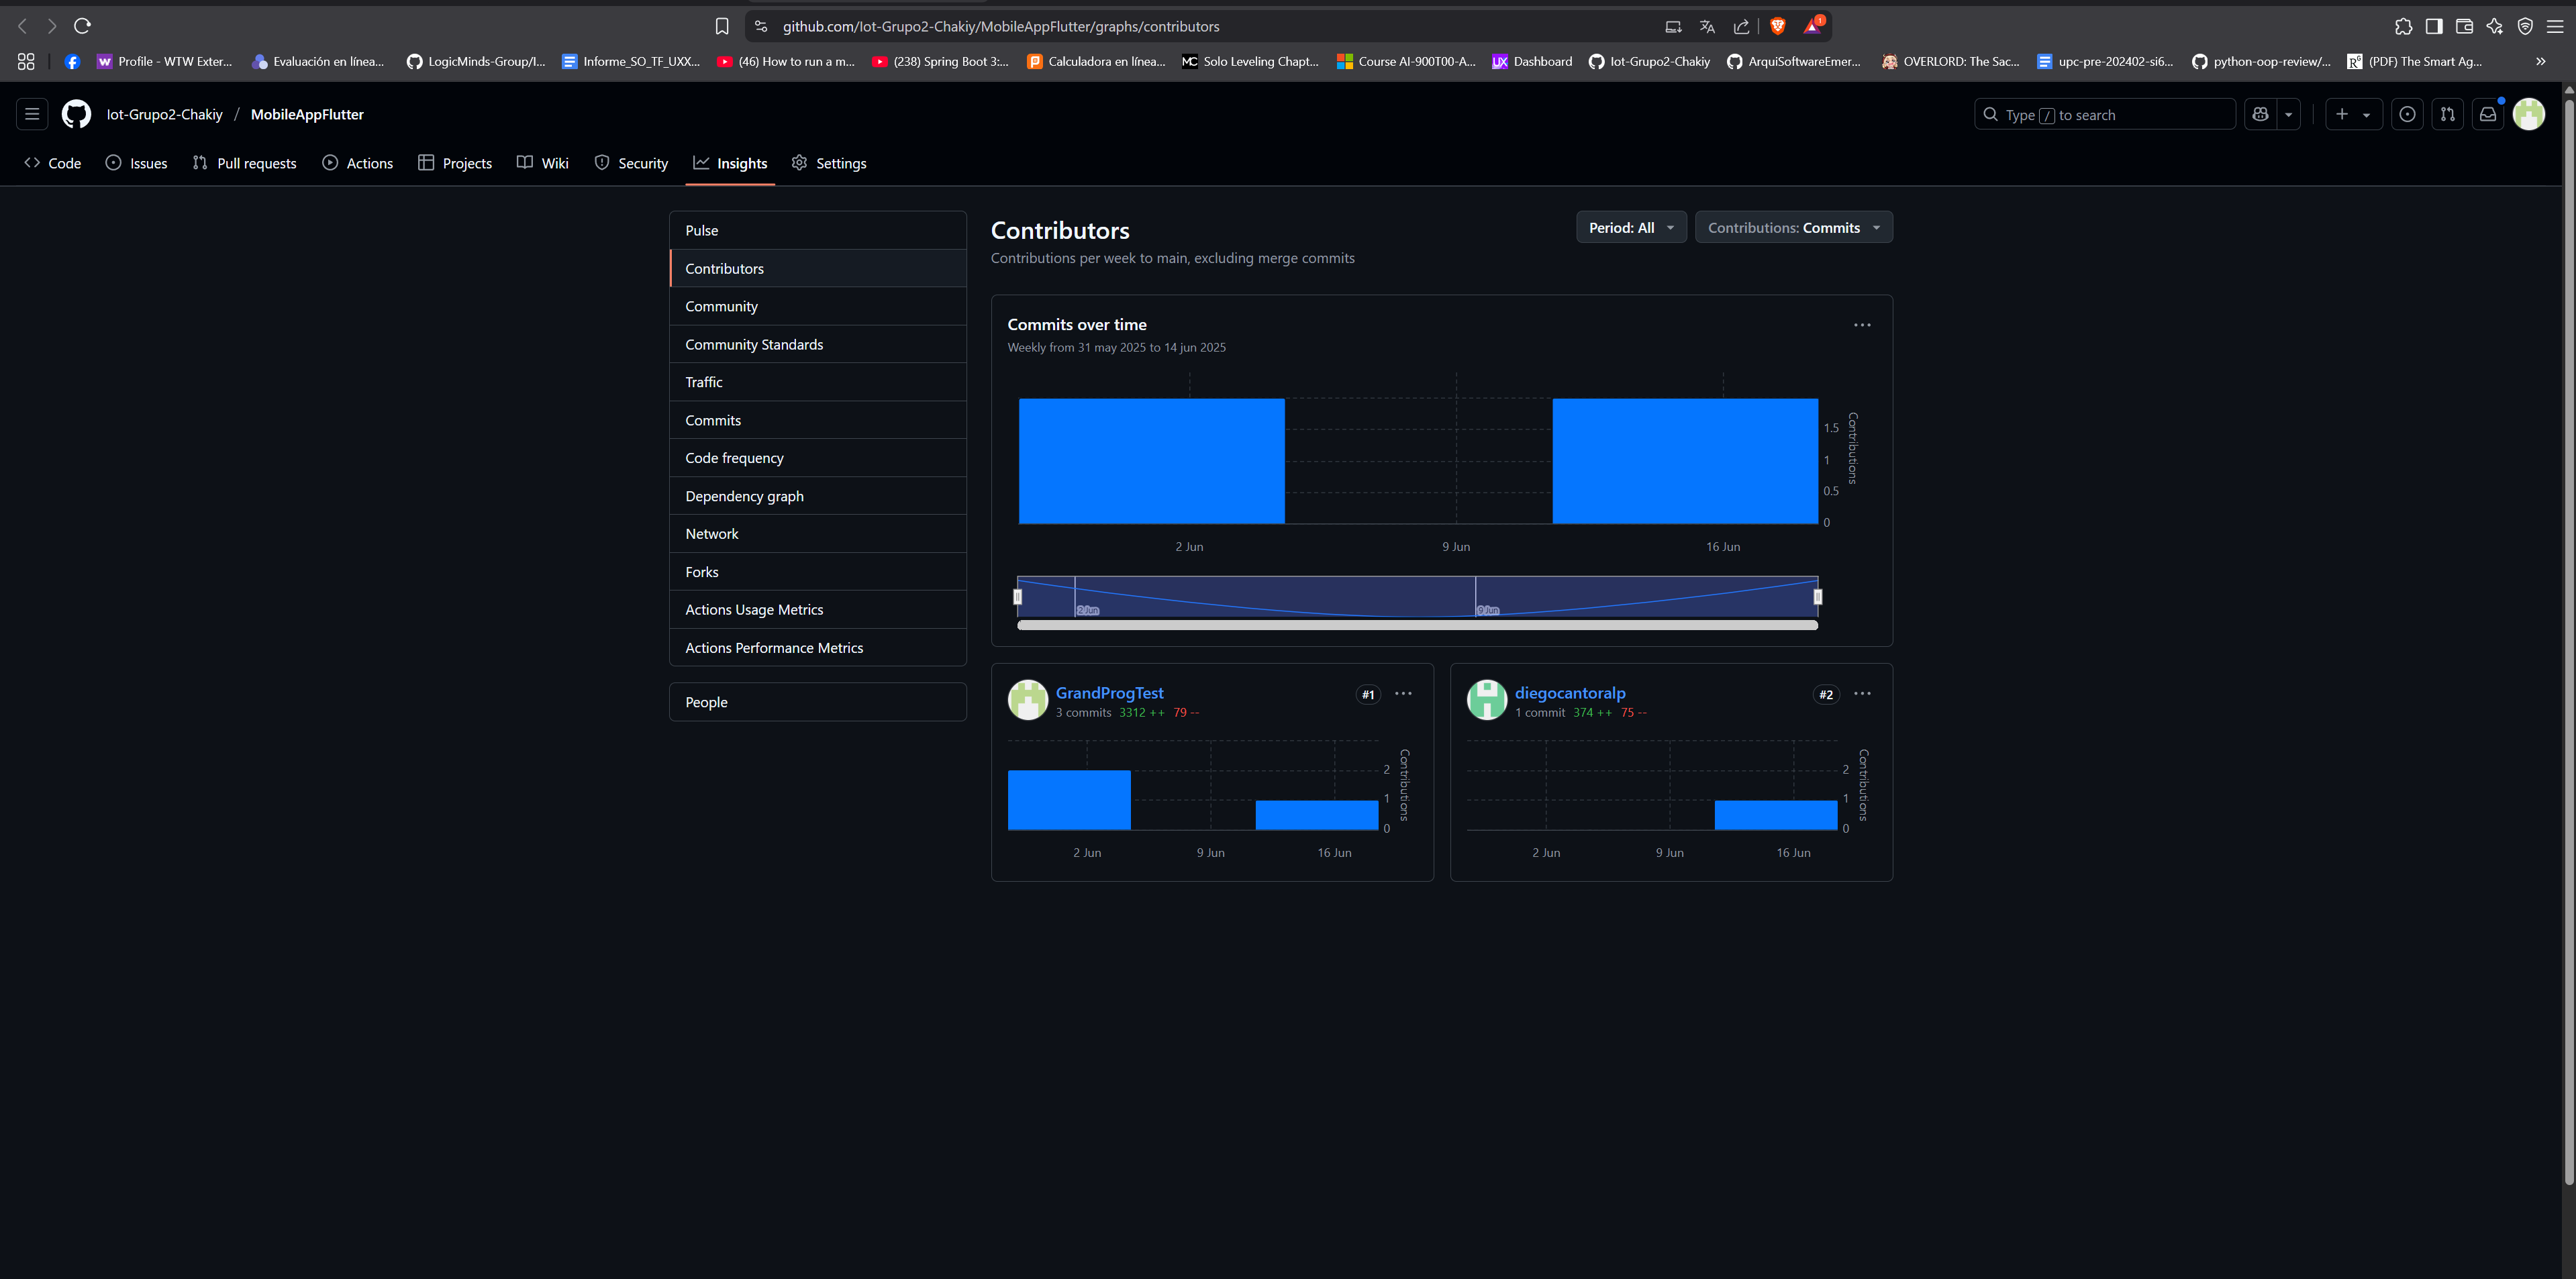 github.com/Iot-Grupo2-Chakiy/MobileAppFlutter/graphs/contributors
1
Profile - WTW Exter...
Evaluación en línea...
LogicMinds-Group/I...
Informe_SO_TF_UXX...
(46) How to run a m...
(238) Spring Boot 3:...
Calculadora en línea...
Solo Leveling Chapt...
Course AI-900T00-A...
Dashboard
Iot-Grupo2-Chakiy
ArquiSoftwareEmer...
OVERLORD: The Sac...
upc-pre-202402-si6...
python-oop-review/...
(PDF) The Smart Ag...
Iot-Grupo2-Chakiy / MobileAppFlutter
Type / to search
Code
Issues
Pull requests
Actions
Projects
Wiki
Security
Insights
Settings
Pulse
Contributors
Community
Community Standards
Traffic
Commits
Code frequency
Dependency graph
Network
Forks
Actions Usage Metrics
Actions Performance Metrics
People
Contributors
Period: All
Contributions: Commits
Contributions per week to main, excluding merge commits
Commits over time
Weekly from 31 may 2025 to 14 jun 2025
1.5
1
0.5
0
Contributions
2 Jun
9 Jun
16 Jun
2 Jun
9 Jun
GrandProgTest
#1
3 commits 3312 ++ 79 --
2
1
0
Contributions
2 Jun
9 Jun
16 Jun
diegocantoralp
#2
1 commit 374 ++ 75 --
2
1
0
Contributions
2 Jun
9 Jun
16 Jun